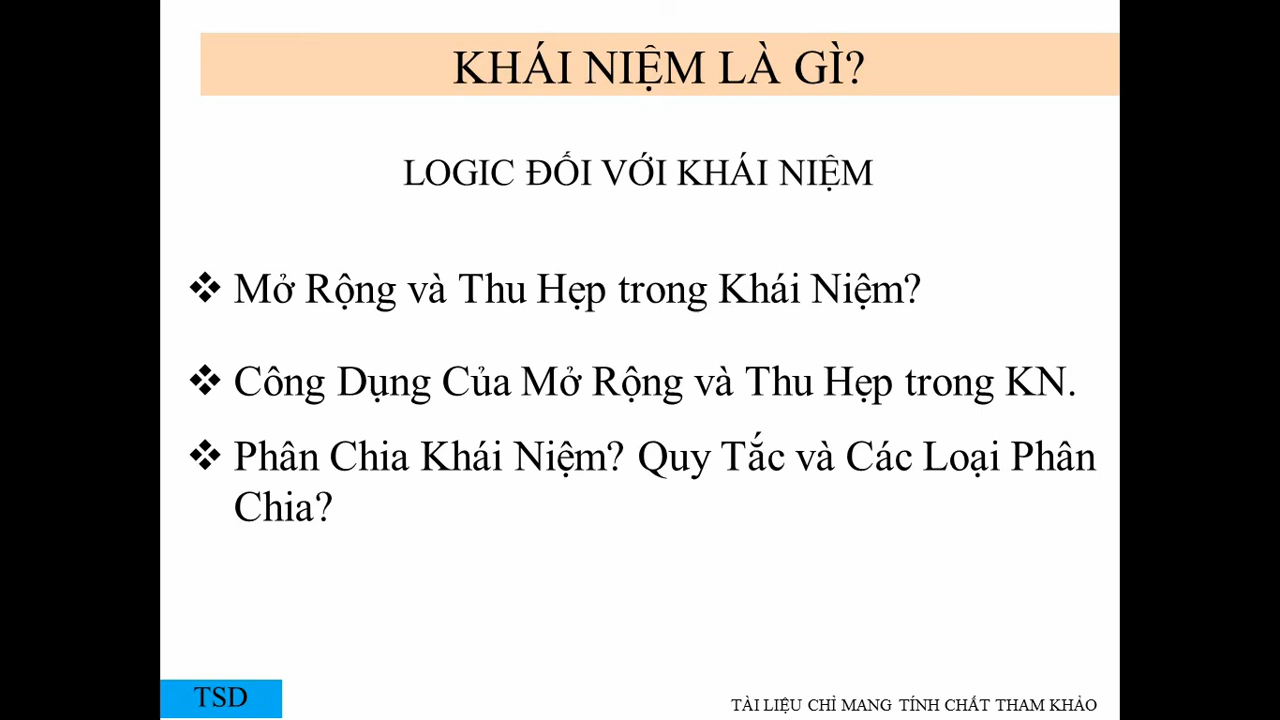 KHÁI NIỆM LÀ GÌ?
LOGIC ĐỐI VỚI KHÁI NIỆM
❖ Mở Rộng và Thu Hẹp trong Khái Niệm?
❖ Công Dụng Của Mở Rộng và Thu Hẹp trong KN.
❖ Phân Chia Khái Niệm? Quy Tắc và Các Loại Phân
Chia?
TSD
TÀI LIỆU CHỈ MANG TÍNH CHẤT THAM KHẢO